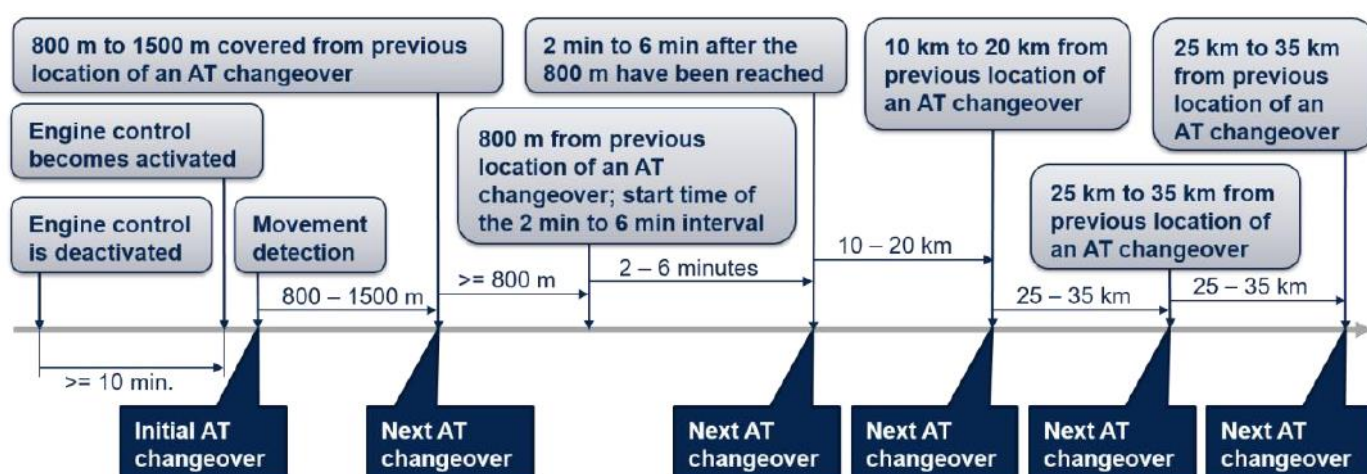 800 m to 1500 m covered from previous
location of an AT changeover
2 min to 6 min after the
800 m have been reached
10 km to 20 km from
previous location of
an AT changeover
25 km to 35 km
from previous
location of an
AT changeover
Engine control
becomes activated
800 m from previous
location of an AT
changeover; start time of
the 2 min to 6 min interval
25 km to 35 km from
previous location of
an AT changeover
Engine control
is deactivated
Movement
detection
800 – 1500 m
>= 800 m
2 – 6 minutes
10 – 20 km
25 – 35 km
25 – 35 km
>= 10 min.
Initial AT
changeover
Next AT
changeover
Next AT
changeover
Next AT
changeover
Next AT
changeover
Next AT
changeover